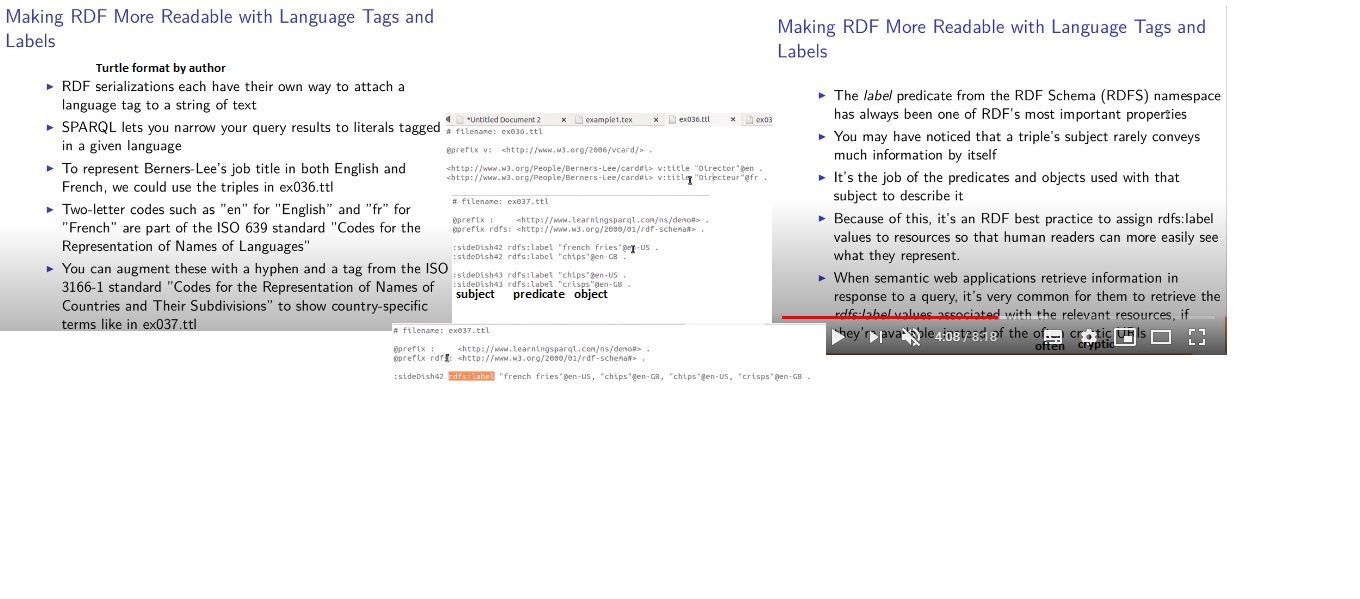 Making RDF More Readable with Language Tags and
Labels
Turtle format by author
► RDF serializations each have their own way to attach a
language tag to a string of text
► SPARQL lets you narrow your query results to literals tagged
in a given language
► To represent Berners-Lee's job title in both English and
French, we could use the triples in ex036.ttl
► Two-letter codes such as "en" for "English" and "fr" for
"French" are part of the ISO 639 standard "Codes for the
Representation of Names of Languages"
► You can augment these with a hyphen and a tag from the ISO
3166-1 standard "Codes for the Representation of Names of
Countries and Their Subdivisions" to show country-specific
terms like in ex037.ttl
*Untitled Document 2 × example1.tex × ex036.ttl × ex03
# filename: ex036.ttl
@prefix v: <http://www.w3.org/2006/vcard/> .
<http://www.w3.org/People/Berners-Lee/card#i> v:title "Director"@en .
<http://www.w3.org/People/Berners-Lee/card#i> v:title "Directeur"@fr .
# filename: ex037.ttl
@prefix : <http://www.learningsparql.com/ns/demo#> .
@prefix rdfs: <http://www.w3.org/2000/01/rdf-schema#> .
:sideDish42 rdfs:label "french fries"@en-US .
:sideDish42 rdfs:label "chips"@en-GB .
:sideDish43 rdfs:label "chips"@en-US .
:sideDish43 rdfs:label "crisps"@en-GB .
subject predicate object
# filename: ex037.ttl
@prefix : <http://www.learningsparql.com/ns/demo#> .
@prefix rdfs: <http://www.w3.org/2000/01/rdf-schema#> .
:sideDish42 rdfs:label "french fries"@en-US, "chips"@en-GB, "chips"@en-US, "crisps"@en-GB .
Making RDF More Readable with Language Tags and
Labels
► The label predicate from the RDF Schema (RDFS) namespace
has always been one of RDF's most important properties
► You may have noticed that a triple's subject rarely conveys
much information by itself
► It's the job of the predicates and objects used with that
subject to describe it
► Because of this, it's an RDF best practice to assign rdfs:label
values to resources so that human readers can more easily see
what they represent.
► When semantic web applications retrieve information in
response to a query, it's very common for them to retrieve the
rdfs:label values associated with the relevant resources, if
they're available, instead of the often cryptic URIs
4:08 / 8:18
often cryptic